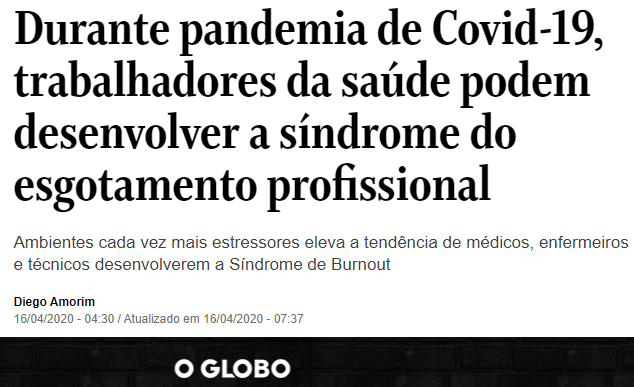 Durante pandemia de Covid-19,
trabalhadores da saúde podem
desenvolver a síndrome do
esgotamento profissional
Ambientes cada vez mais estressores eleva a tendência de médicos, enfermeiros
e técnicos desenvolverem a Síndrome de Burnout
Diego Amorim
16/04/2020 - 04:30 / Atualizado em 16/04/2020 - 07:37
O GLOBO